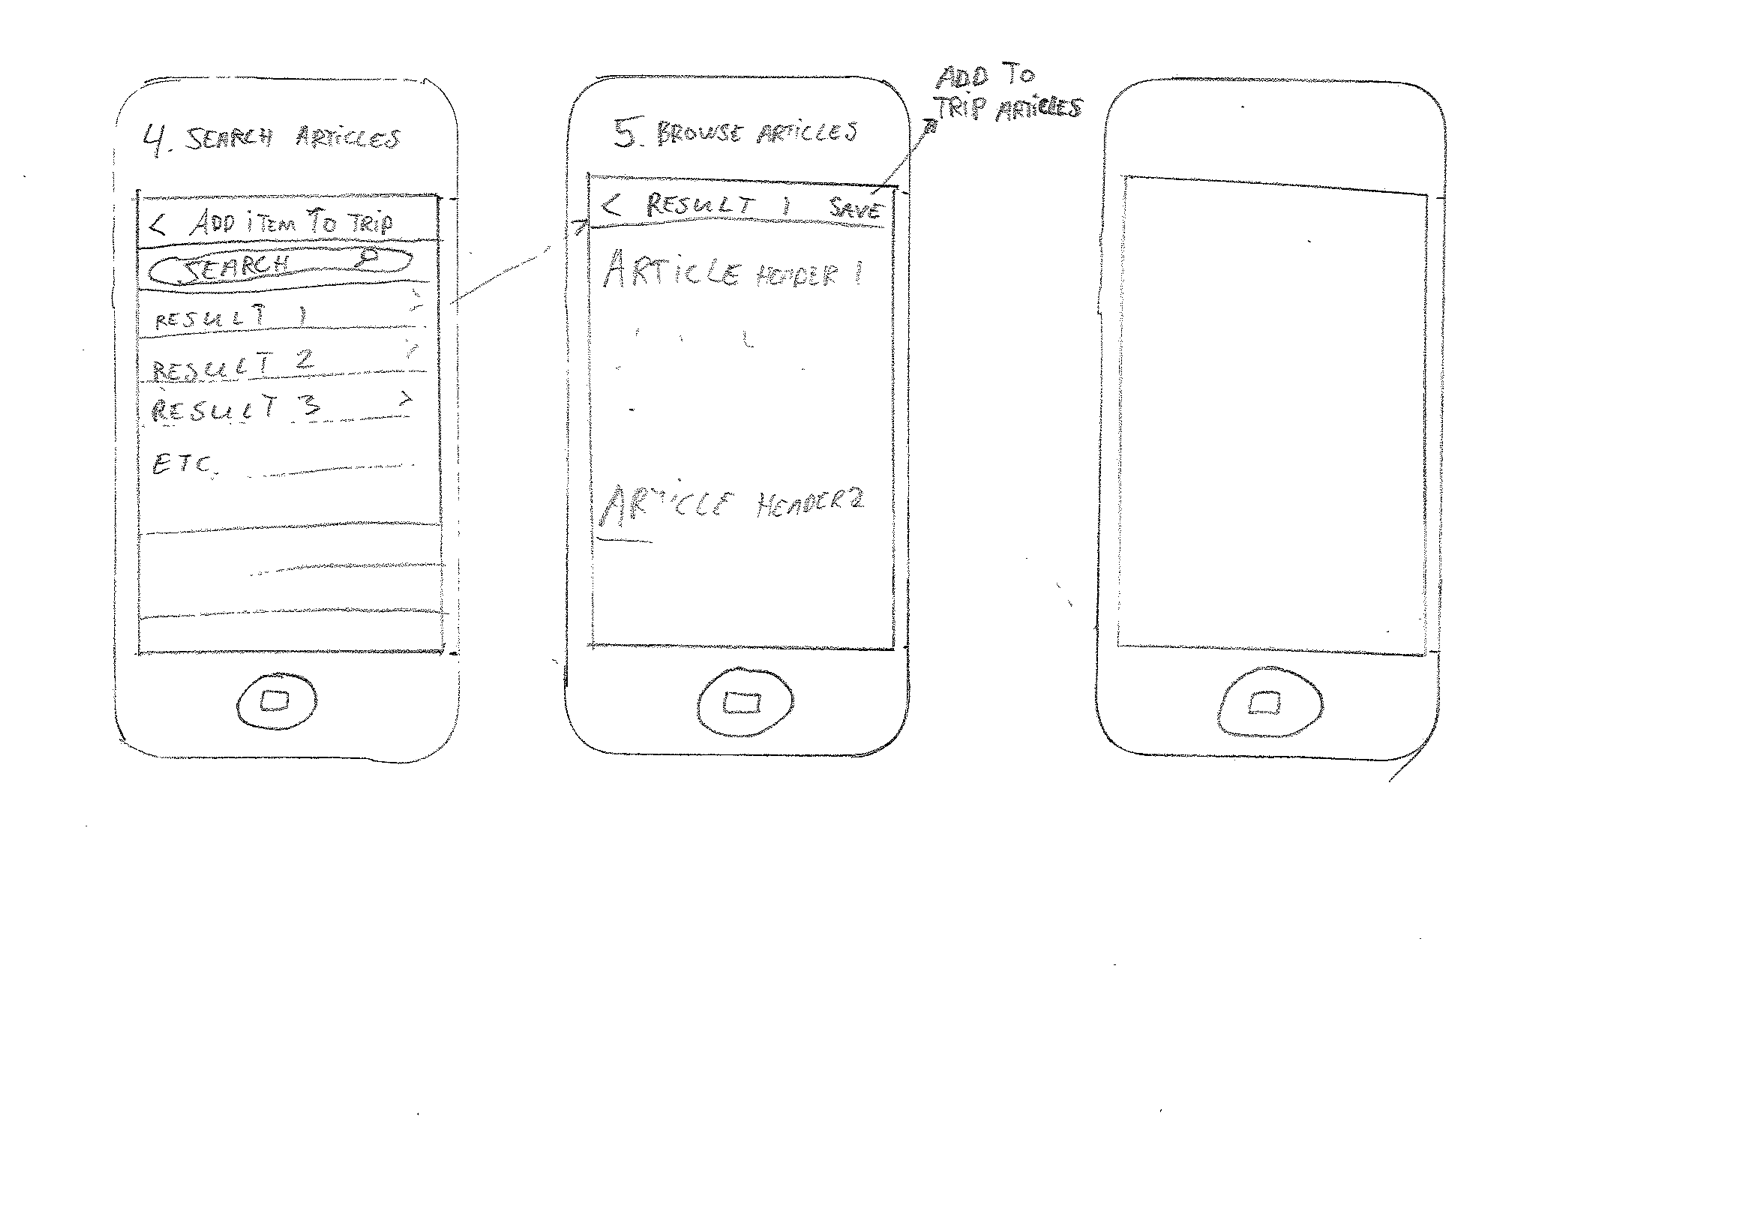 4. SEARCH ARTICLES
< ADD ITEM TO TRIP
SEARCH
RESULT 1 >
RESULT 2 >
RESULT 3 >
ETC.
5. BROWSE ARTICLES
< RESULT 1 SAVE
ARTICLE HEADER 1
ARTICLE HEADER 2
ADD TO
TRIP ARTICLES